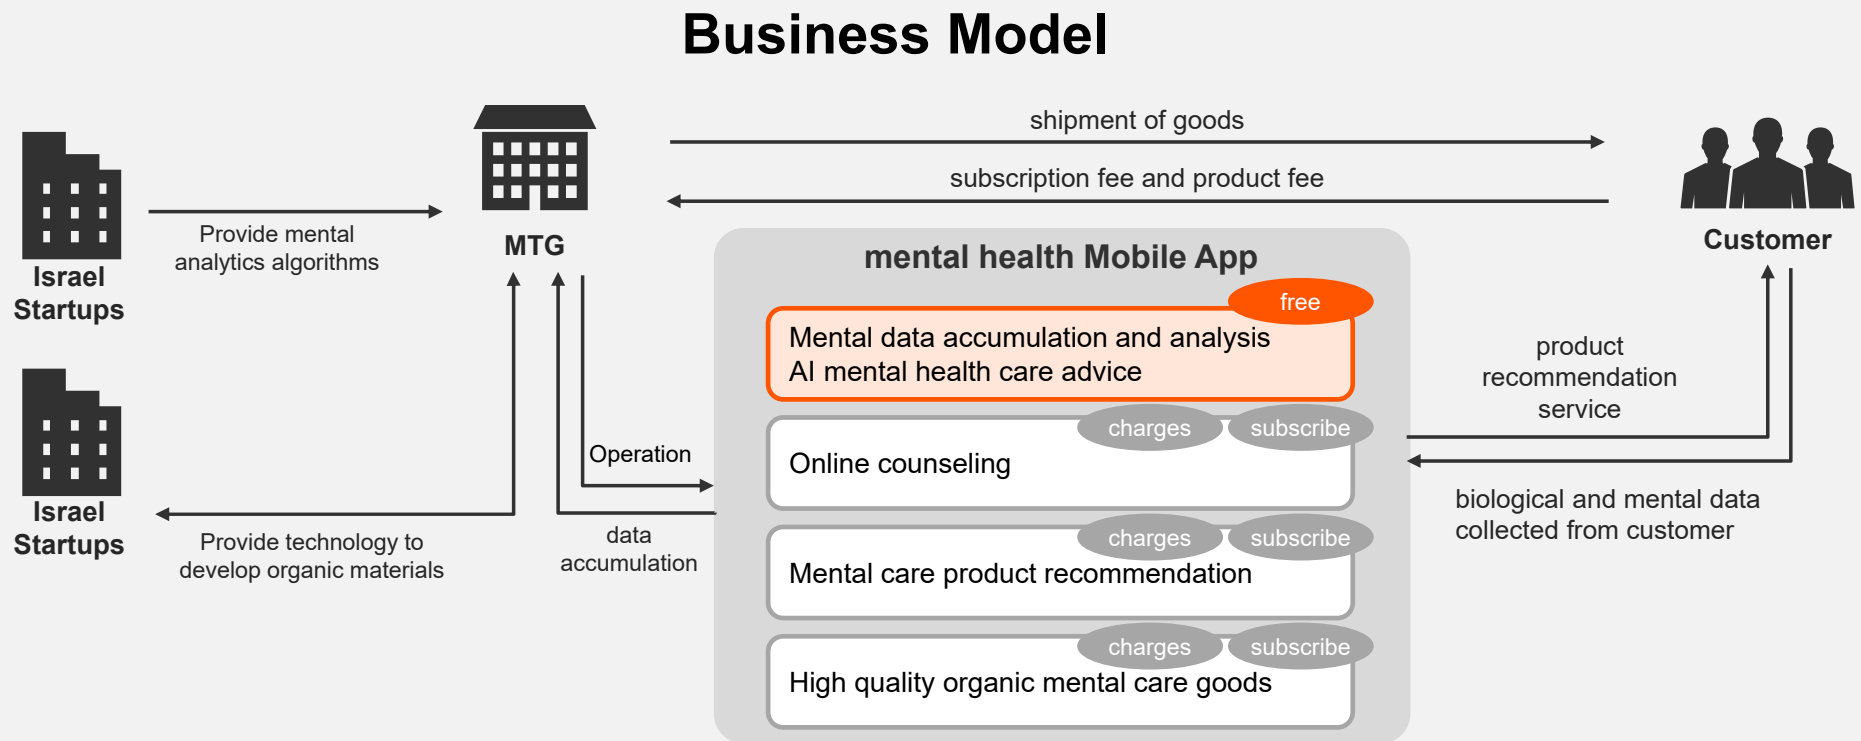 Business Model
shipment of goods
subscription fee and product fee
Israel
Startups
Provide mental
analytics algorithms
MTG
Customer
mental health Mobile App
free
Mental data accumulation and analysis
AI mental health care advice
charges
subscribe
Online counseling
charges
subscribe
Mental care product recommendation
charges
subscribe
High quality organic mental care goods
Operation
data
accumulation
Israel
Startups
Provide technology to
develop organic materials
product
recommendation
service
biological and mental data
collected from customer